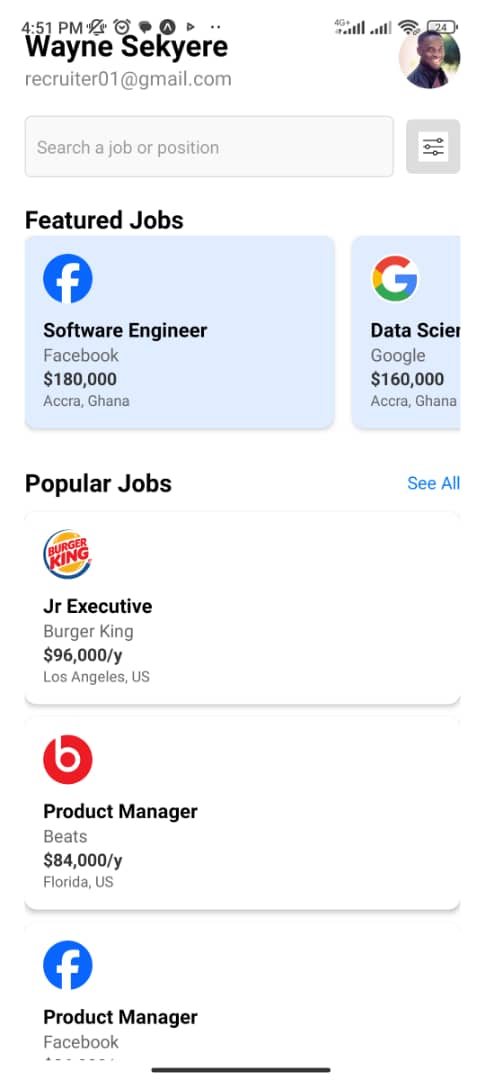 4:51 PM
4G+
24
Wayne Sekyere
recruiter01@gmail.com
Search a job or position
Featured Jobs
Software Engineer
Facebook
$180,000
Accra, Ghana
Data Scien
Google
$160,000
Accra, Ghana
Popular Jobs
See All
BURGER
KING
Jr Executive
Burger King
$96,000/y
Los Angeles, US
Product Manager
Beats
$84,000/y
Florida, US
Product Manager
Facebook